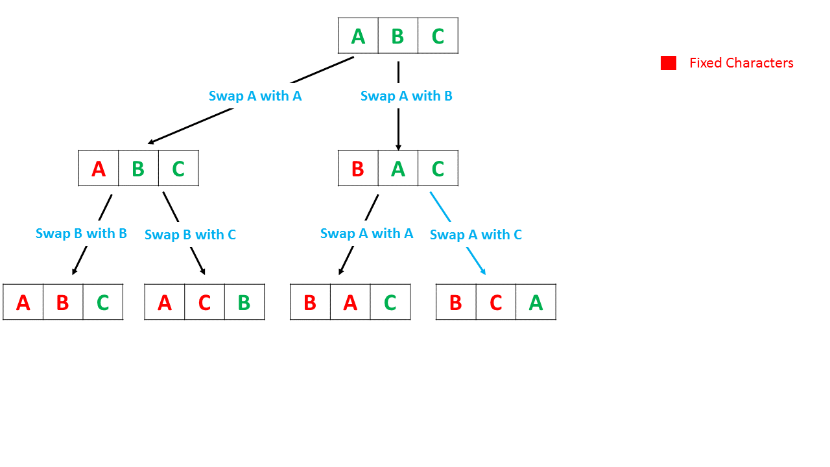 A B C
Fixed Characters
Swap A with A
Swap A with B
A B C
B A C
Swap B with B
Swap B with C
Swap A with A
Swap A with C
A B C
A C B
B A C
B C A